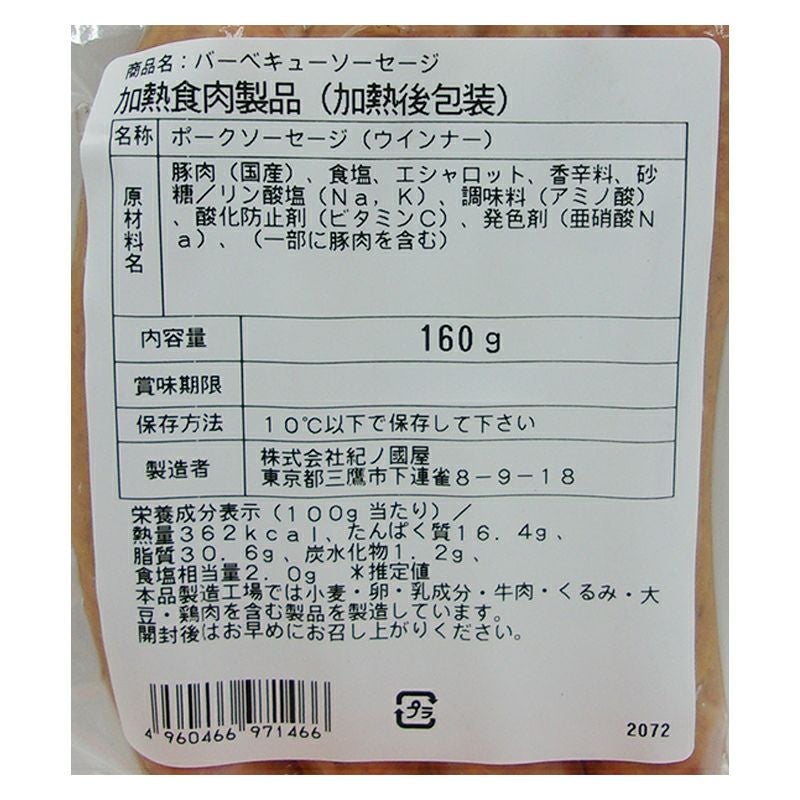 商品名：バーベキューソーセージ
加熱食肉製品（加熱後包装）
名称 ポークソーセージ（ウインナー）
原材料名
豚肉（国産）、食塩、エシャロット、香辛料、砂
糖／リン酸塩（Ｎａ，Ｋ）、調味料（アミノ酸）
、酸化防止剤（ビタミンＣ）、発色剤（亜硝酸Ｎ
ａ）、（一部に豚肉を含む）
内容量 160ｇ
賞味期限
保存方法 １０℃以下で保存して下さい
製造者
株式会社紀ノ國屋
東京都三鷹市下連雀８－９－１８
栄養成分表示（１００ｇ当たり）／
熱量３６２ｋｃａｌ、たんぱく質１６．４ｇ、
脂質３０．６ｇ、炭水化物１．２ｇ、
食塩相当量２．０ｇ ＊推定値
本品製造工場では小麦・卵・乳成分・牛肉・くるみ・大
豆・鶏肉を含む製品を製造しています。
開封後はお早めにお召し上がりください。
4 960466 971466
プラ
2072